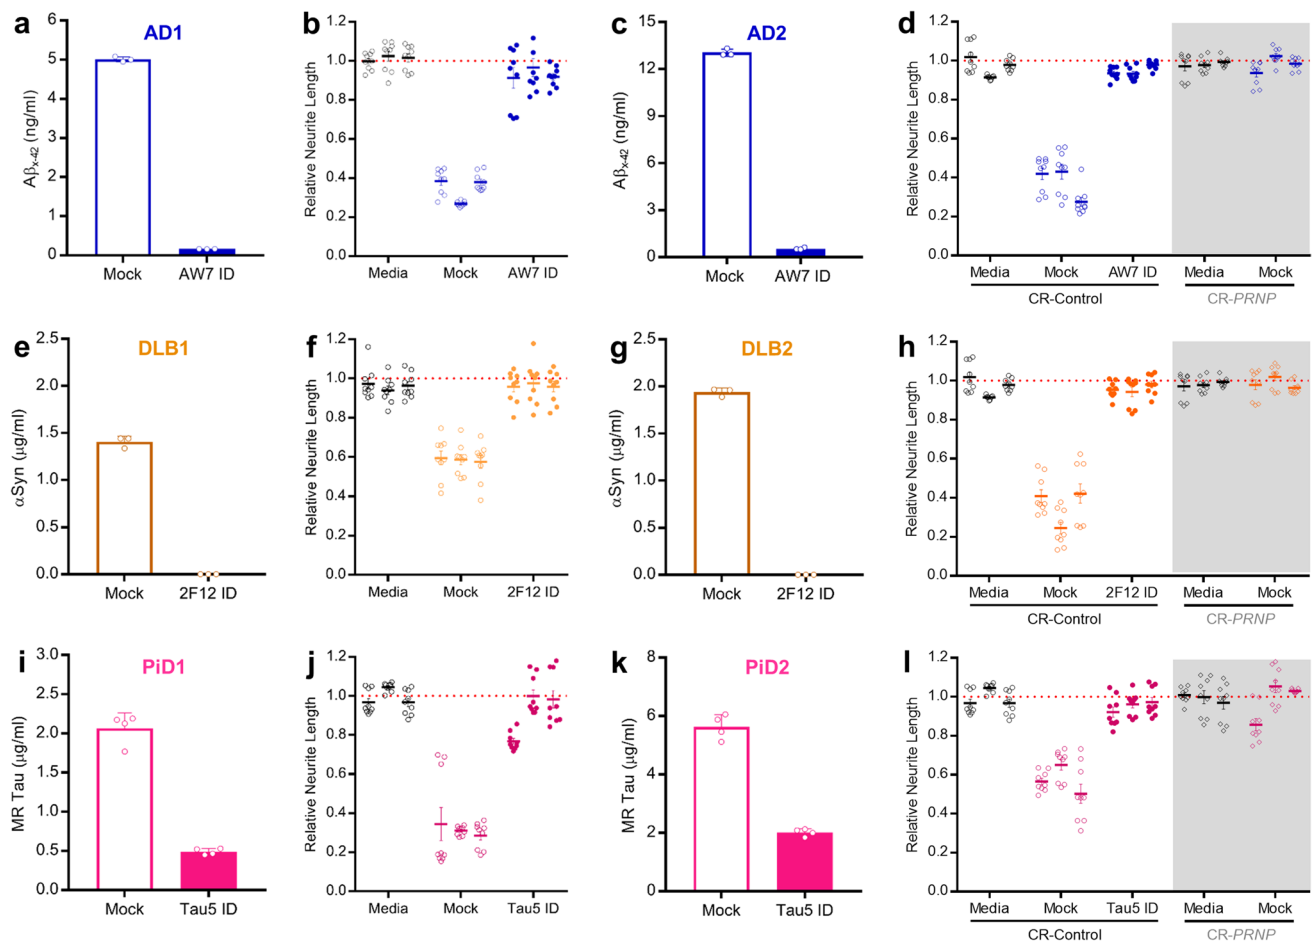 a
AD1
Aβx-42 (ng/ml)
6
5
4
3
2
1
0
Mock
AW7 ID
b
Relative Neurite Length
1.2
1.0
0.8
0.6
0.4
0.2
0.0
Media
Mock
AW7 ID
c
AD2
Aβx-42 (ng/ml)
15
12
9
6
3
0
Mock
AW7 ID
d
Relative Neurite Length
1.2
1.0
0.8
0.6
0.4
0.2
0.0
Media
Mock
AW7 ID
Media
Mock
CR-Control
CR-PRNP
e
DLB1
αSyn (μg/ml)
2.5
2.0
1.5
1.0
0.5
0.0
Mock
2F12 ID
f
Relative Neurite Length
1.2
1.0
0.8
0.6
0.4
0.2
0.0
Media
Mock
2F12 ID
g
DLB2
αSyn (μg/ml)
2.5
2.0
1.5
1.0
0.5
0.0
Mock
2F12 ID
h
Relative Neurite Length
1.2
1.0
0.8
0.6
0.4
0.2
0.0
Media
Mock
2F12 ID
Media
Mock
CR-Control
CR-PRNP
i
PiD1
MR Tau (μg/ml)
3.0
2.5
2.0
1.5
1.0
0.5
0.0
Mock
Tau5 ID
j
Relative Neurite Length
1.2
1.0
0.8
0.6
0.4
0.2
0.0
Media
Mock
Tau5 ID
k
PiD2
MR Tau (μg/ml)
8
6
4
2
0
Mock
Tau5 ID
l
Relative Neurite Length
1.2
1.0
0.8
0.6
0.4
0.2
0.0
Media
Mock
Tau5 ID
Media
Mock
CR-Control
CR-PRNP